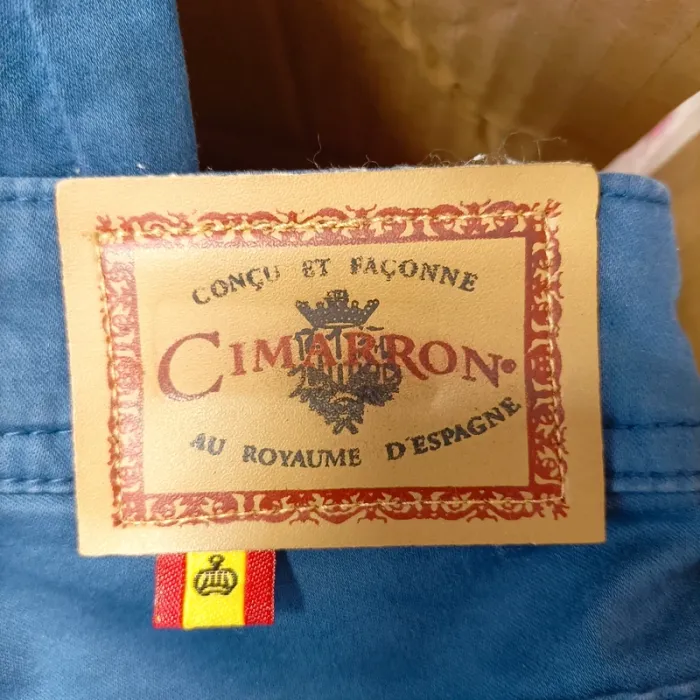 CONÇU ET FAÇONNE
CIMARRON®
AU ROYAUME D'ESPAGNE